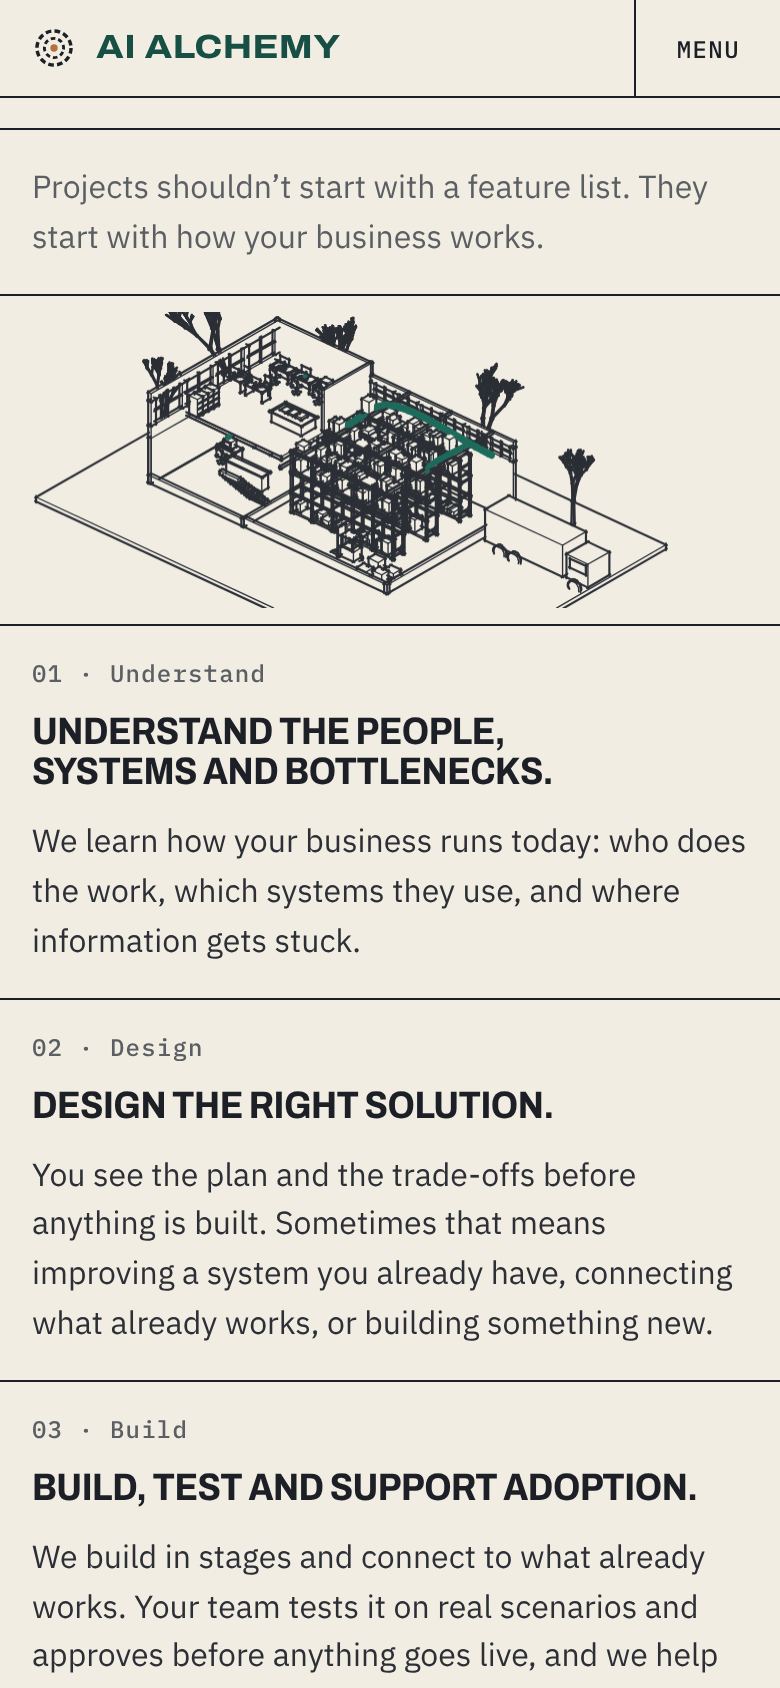 AI ALCHEMY
MENU
Projects shouldn’t start with a feature list. They
start with how your business works.
01 · Understand
UNDERSTAND THE PEOPLE,
SYSTEMS AND BOTTLENECKS.
We learn how your business runs today: who does
the work, which systems they use, and where
information gets stuck.
02 · Design
DESIGN THE RIGHT SOLUTION.
You see the plan and the trade-offs before
anything is built. Sometimes that means
improving a system you already have, connecting
what already works, or building something new.
03 · Build
BUILD, TEST AND SUPPORT ADOPTION.
We build in stages and connect to what already
works. Your team tests it on real scenarios and
approves before anything goes live, and we help